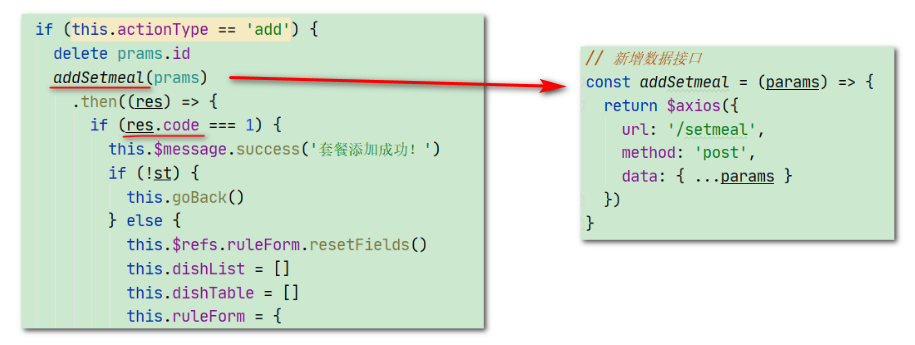 if (this.actionType == 'add') {
delete prams.id
addSetmeal(prams)
.then((res) => {
if (res.code === 1) {
this.$message.success('套餐添加成功！')
if (!st) {
this.goBack()
} else {
this.$refs.ruleForm.resetFields()
this.dishList = []
this.dishTable = []
this.ruleForm = {
// 新增数据接口
const addSetmeal = (params) => {
return $axios({
url: '/setmeal',
method: 'post',
data: { ...params }
})
}